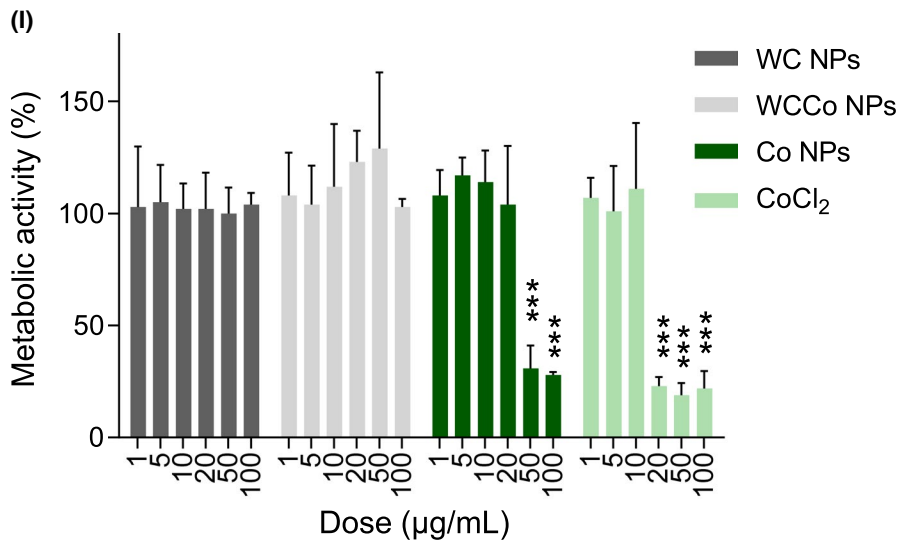 (I)
Metabolic activity (%)
150
100
50
0
*** *** *** *** ***
1 5 10 20 50 100 1 5 10 20 50 100 1 5 10 20 50 100 1 5 10 20 50 100
Dose (µg/mL)
WC NPs
WCCo NPs
Co NPs
CoCl₂